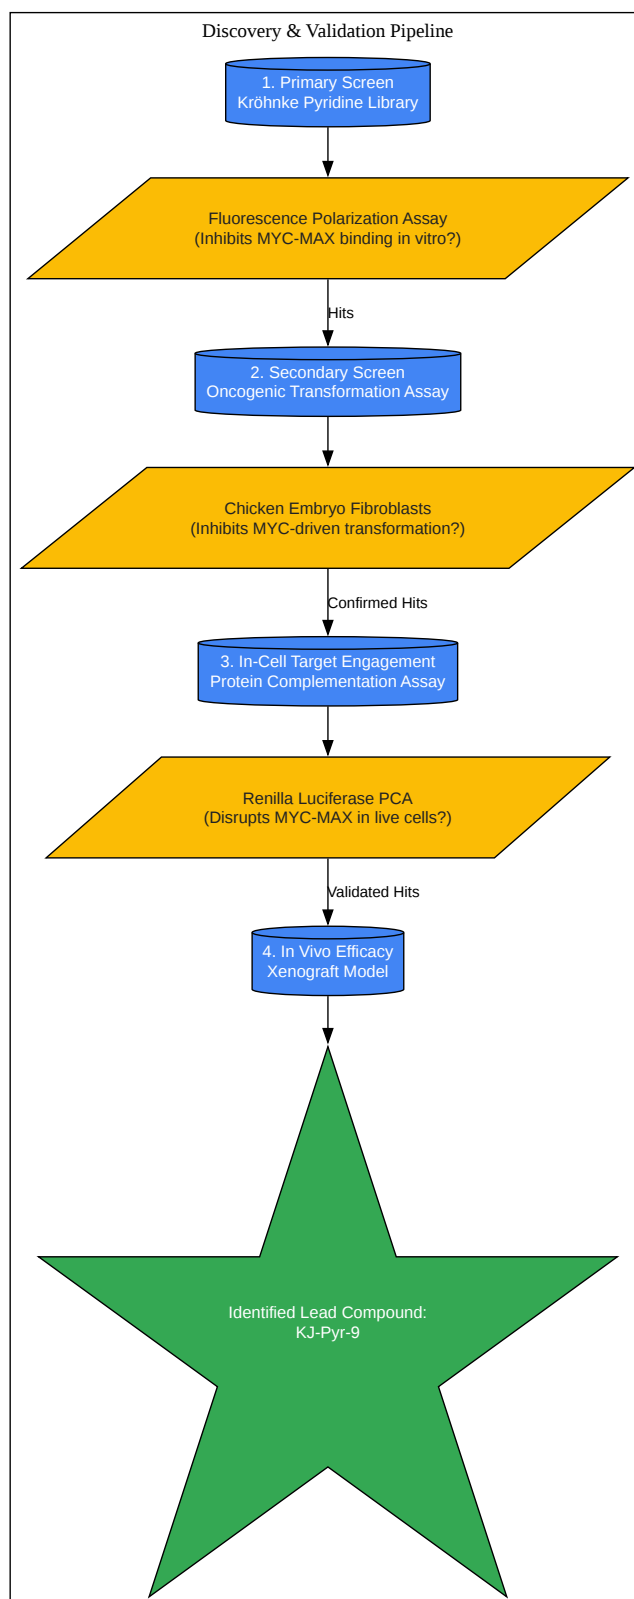 Discovery & Validation Pipeline
1. Primary Screen
Kröhnke Pyridine Library
Fluorescence Polarization Assay
(Inhibits MYC-MAX binding in vitro?)
Hits
2. Secondary Screen
Oncogenic Transformation Assay
Chicken Embryo Fibroblasts
(Inhibits MYC-driven transformation?)
Confirmed Hits
3. In-Cell Target Engagement
Protein Complementation Assay
Renilla Luciferase PCA
(Disrupts MYC-MAX in live cells?)
Validated Hits
4. In Vivo Efficacy
Xenograft Model
Identified Lead Compound:
KJ-Pyr-9